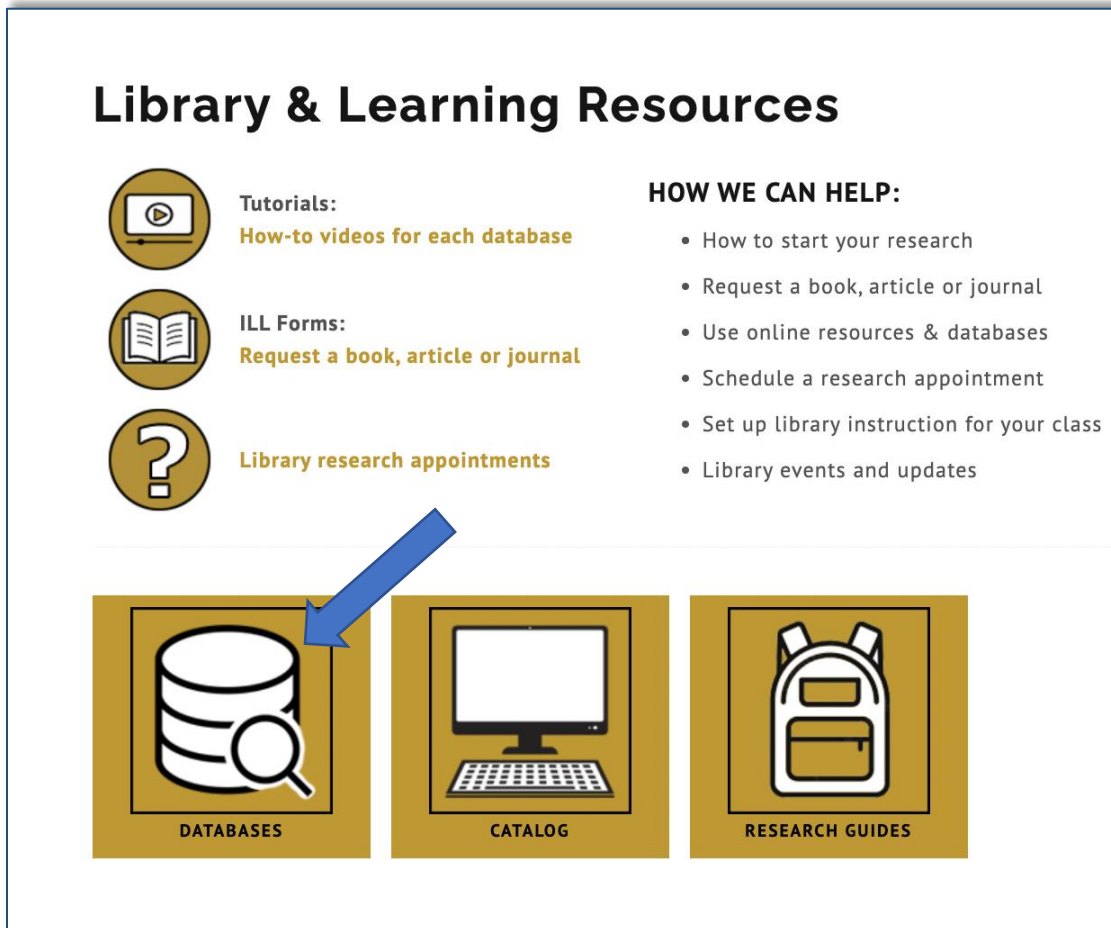 Library & Learning Resources
Tutorials:
How-to videos for each database
ILL Forms:
Request a book, article or journal
?
Library research appointments
HOW WE CAN HELP:
• How to start your research
• Request a book, article or journal
• Use online resources & databases
• Schedule a research appointment
• Set up library instruction for your class
• Library events and updates
DATABASES
CATALOG
RESEARCH GUIDES